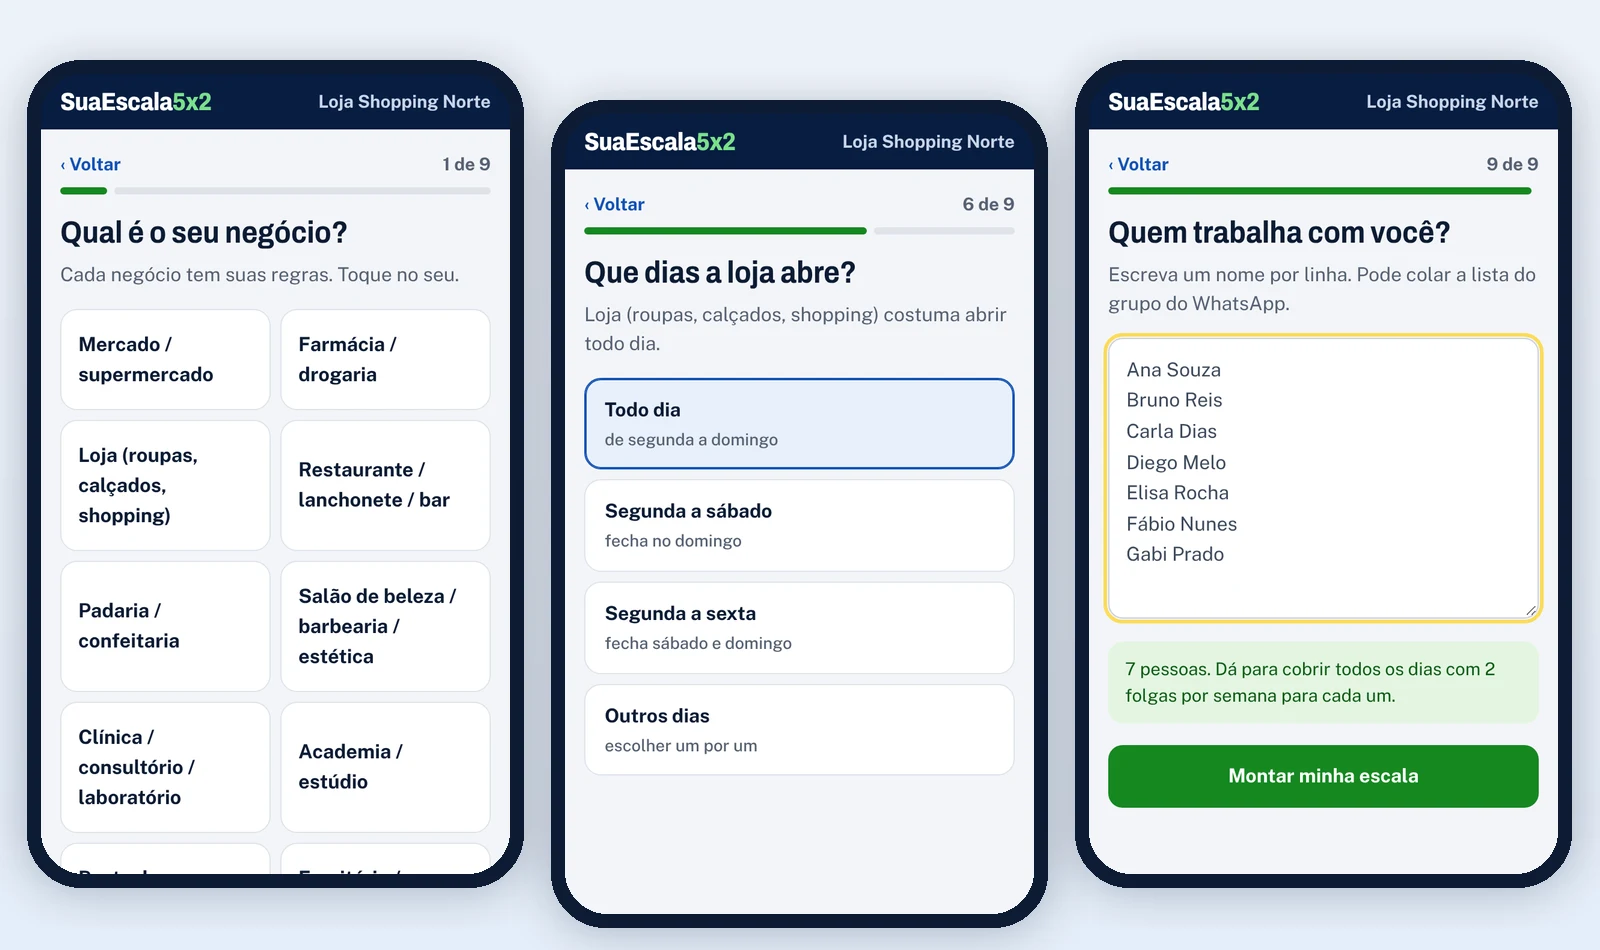 SuaEscala5x2
Loja Shopping Norte
‹ Voltar
1 de 9
Qual é o seu negócio?
Cada negócio tem suas regras. Toque no seu.
Mercado /
supermercado
Farmácia /
drogaria
Loja (roupas,
calçados,
shopping)
Restaurante /
lanchonete / bar
Padaria /
confeitaria
Salão de beleza /
barbearia /
estética
Clínica /
consultório /
laboratório
Academia /
estúdio
SuaEscala5x2
Loja Shopping Norte
‹ Voltar
6 de 9
Que dias a loja abre?
Loja (roupas, calçados, shopping) costuma abrir
todo dia.
Todo dia
de segunda a domingo
Segunda a sábado
fecha no domingo
Segunda a sexta
fecha sábado e domingo
Outros dias
escolher um por um
SuaEscala5x2
Loja Shopping Norte
‹ Voltar
9 de 9
Quem trabalha com você?
Escreva um nome por linha. Pode colar a lista do
grupo do WhatsApp.
Ana Souza
Bruno Reis
Carla Dias
Diego Melo
Elisa Rocha
Fábio Nunes
Gabi Prado
7 pessoas. Dá para cobrir todos os dias com 2
folgas por semana para cada um.
Montar minha escala